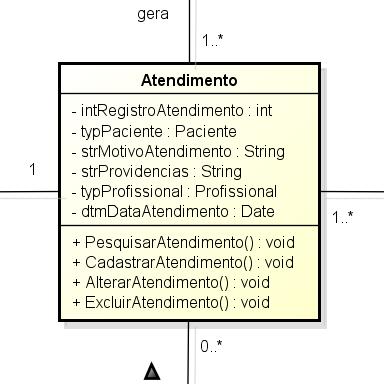 gera
1..*
Atendimento
- intRegistroAtendimento : int
- typPaciente : Paciente
- strMotivoAtendimento : String
- strProvidencias : String
- typProfissional : Profissional
- dtmDataAtendimento : Date
1
1..*
+ PesquisarAtendimento() : void
+ CadastrarAtendimento() : void
+ AlterarAtendimento() : void
+ ExcluirAtendimento() : void
0..*